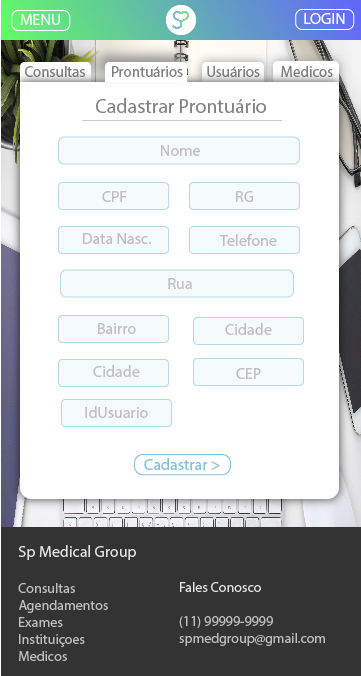 MENU LOGIN
Consultas Prontuários Usuários Medicos
Cadastrar Prontuário
Nome
CPF RG
Data Nasc. Telefone
Rua
Bairro Cidade
Cidade CEP
IdUsuario
Cadastrar >
Sp Medical Group
Consultas
Agendamentos
Exames
Instituiçoes
Medicos
Fales Conosco
(11) 99999-9999
spmedgroup@gmail.com